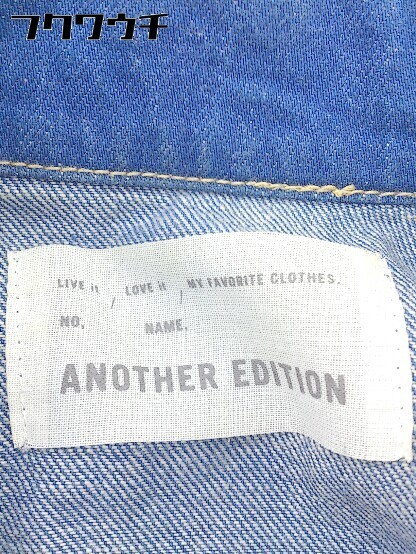 フクワウチ
LIVE it / LOVE it / MY FAVORITE CLOTHES.
NO. NAME.
ANOTHER EDITION